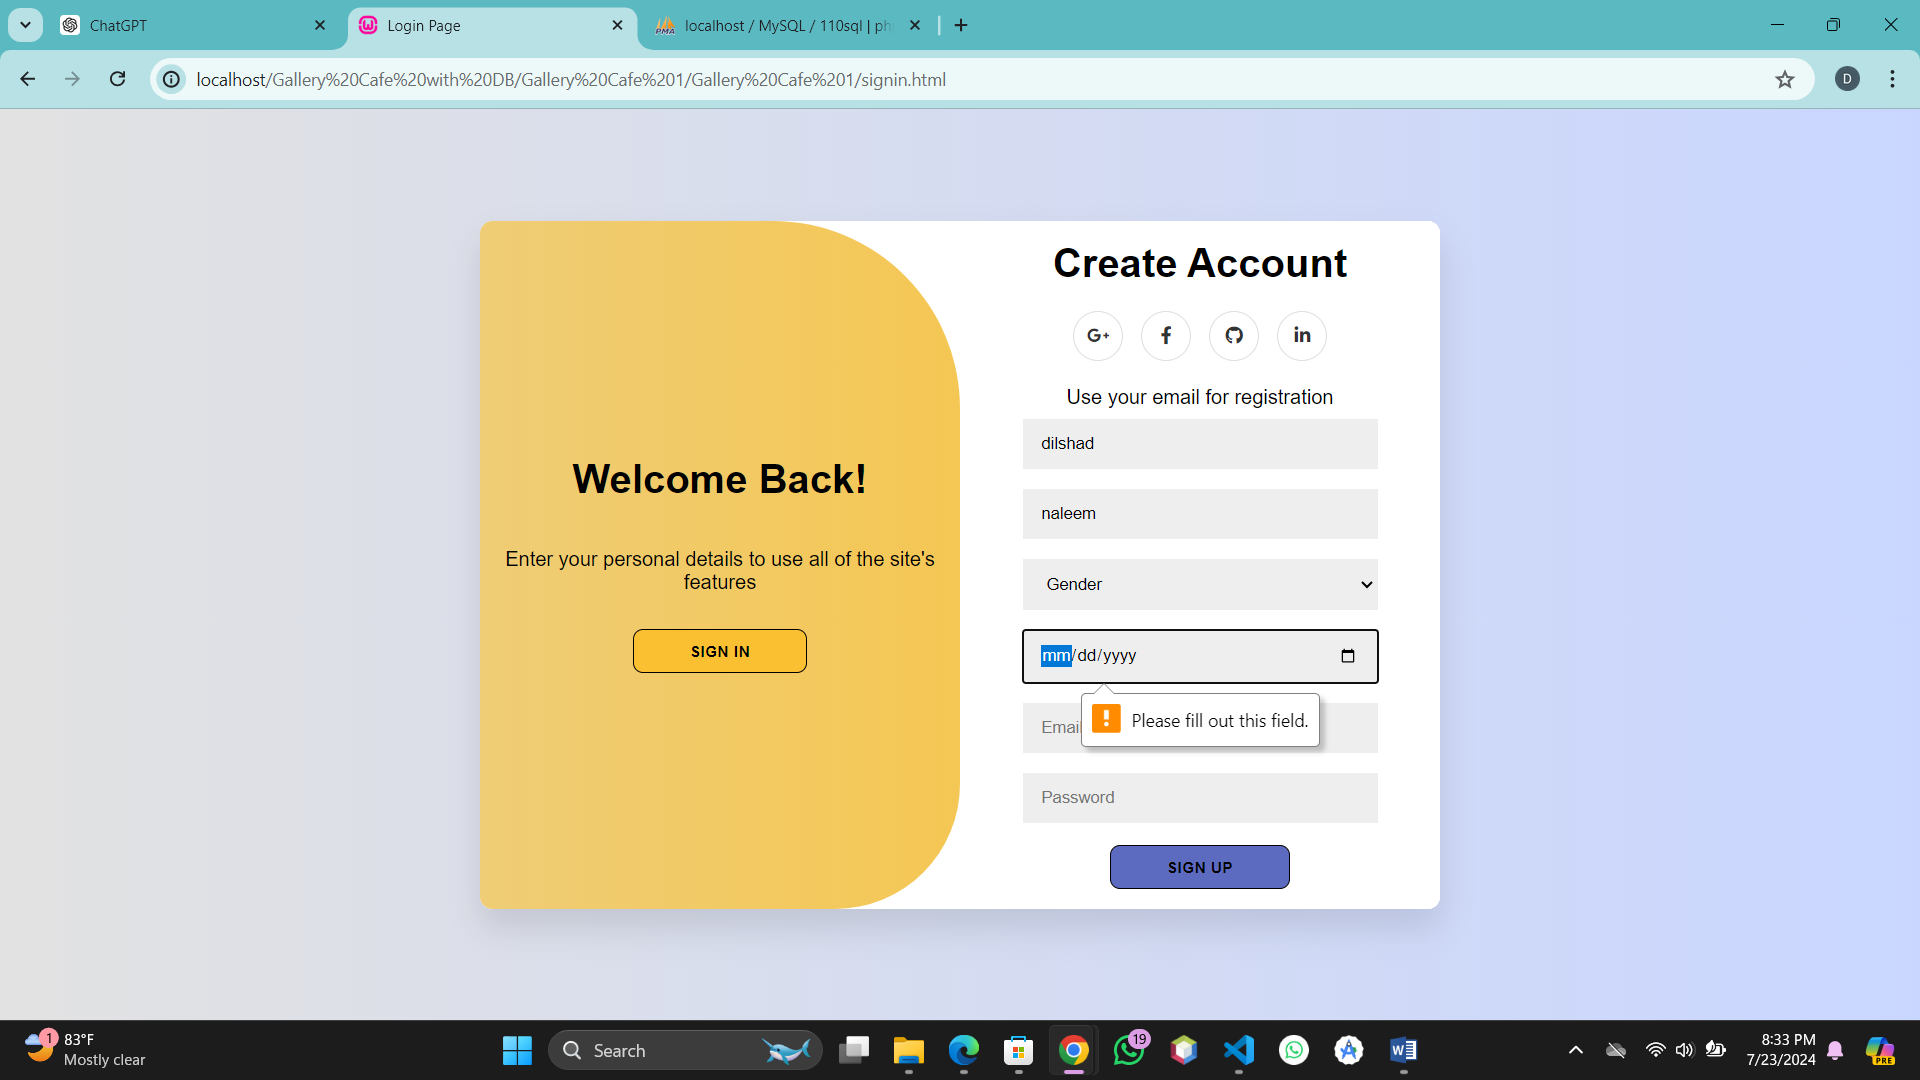 ChatGPT
Login Page
localhost / MySQL / 110sql | ph
localhost/Gallery%20Cafe%20with%20DB/Gallery%20Cafe%201/Gallery%20Cafe%201/signin.html
D
Create Account
G+
f
in
Use your email for registration
dilshad
naleem
Gender
mm/dd/yyyy
Please fill out this field.
Email
Password
SIGN UP
Welcome Back!
Enter your personal details to use all of the site's
features
SIGN IN
1
83°F
Mostly clear
Search
19
W
8:33 PM
7/23/2024
PRE